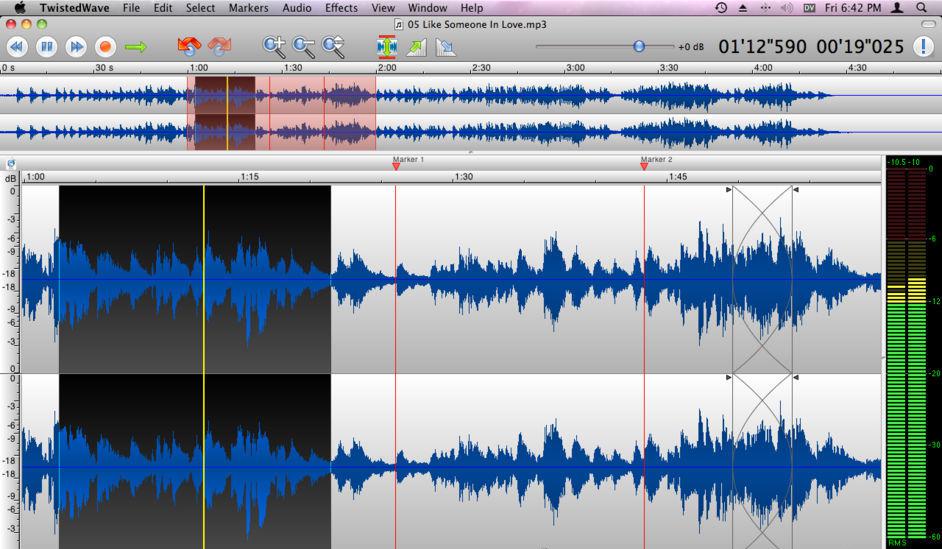 TwistedWave File Edit Select Markers Audio Effects View Window Help DV Fri 6:42 PM
05 Like Someone In Love.mp3
+0 dB 01'12"590 00'19"025
0 s 30 s 1:00 1:30 2:00 2:30 3:00 3:30 4:00 4:30
Marker 1 Marker 2 -10.5 -10
dB 1:00 1:15 1:30 1:45 0
0
-3
-6 -6
-9
-18
-18
-9 -12
-6
-3
0
0 -20
-3
-6
-9
-18
-18 -30
-9
-6
-3
-60
RMS